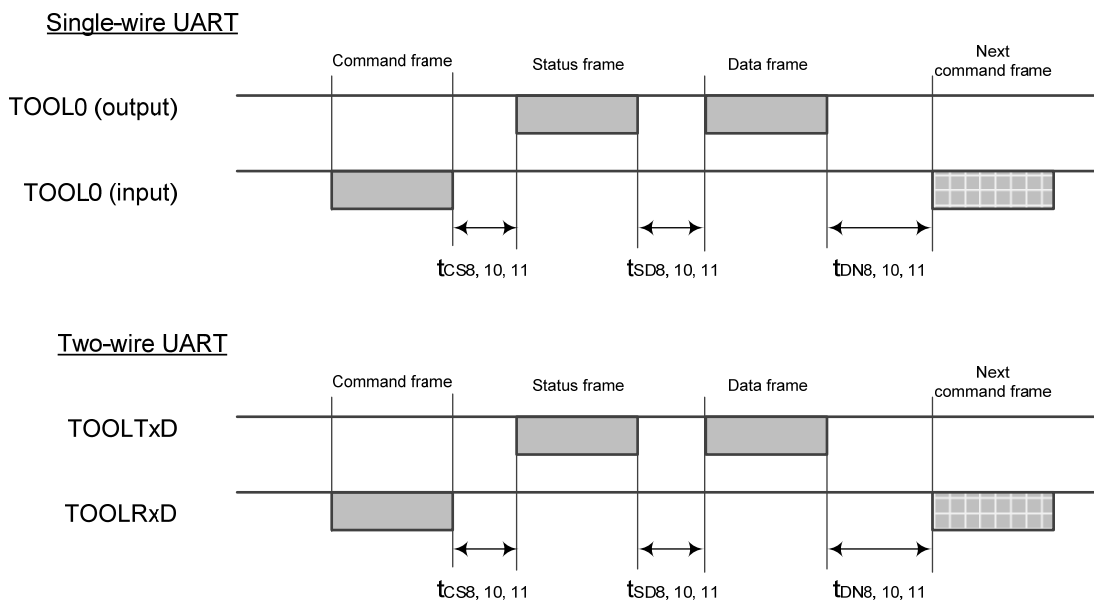 Single-wire UART
Command frame
Status frame
Data frame
Next
command frame
TOOL0 (output)
TOOL0 (input)
tCS8, 10, 11
tSD8, 10, 11
tDN8, 10, 11
Two-wire UART
Command frame
Status frame
Data frame
Next
command frame
TOOLTxD
TOOLRxD
tCS8, 10, 11
tSD8, 10, 11
tDN8, 10, 11